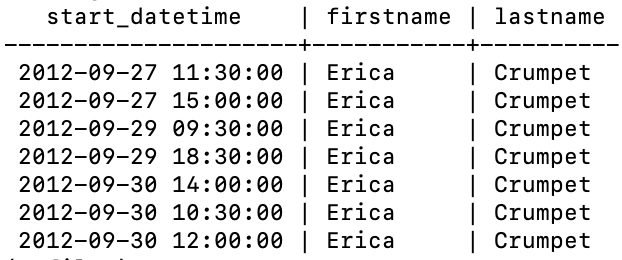 start_datetime | firstname | lastname
---------------------+-----------+----------
2012-09-27 11:30:00 | Erica | Crumpet
2012-09-27 15:00:00 | Erica | Crumpet
2012-09-29 09:30:00 | Erica | Crumpet
2012-09-29 18:30:00 | Erica | Crumpet
2012-09-30 14:00:00 | Erica | Crumpet
2012-09-30 10:30:00 | Erica | Crumpet
2012-09-30 12:00:00 | Erica | Crumpet